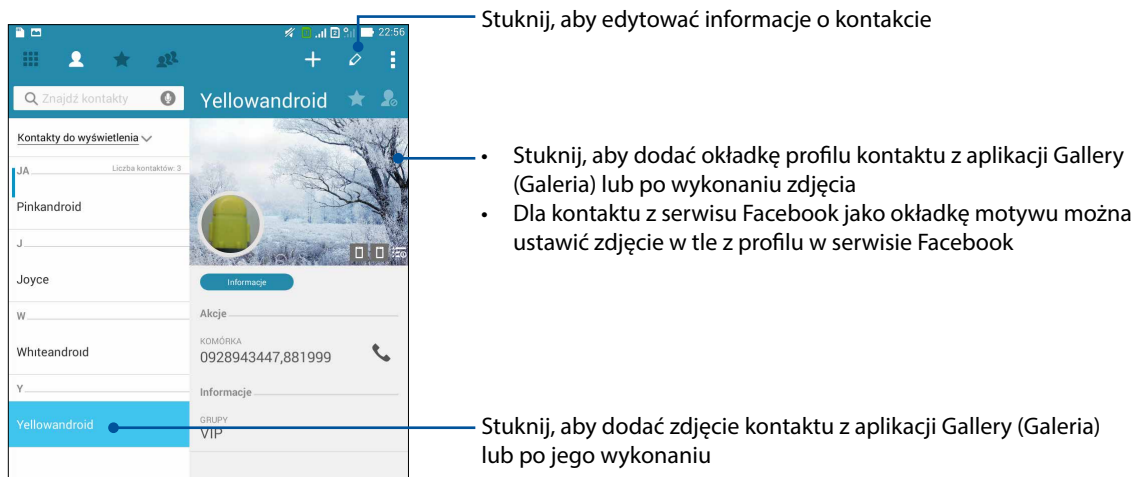 Stuknij, aby edytować informacje o kontakcie
22:56
Znajdź kontakty
Yellowandroid
Kontakty do wyświetlenia
JA
Liczba kontaktów: 3
Pinkandroid
J
Joyce
W
Whiteandroid
Y
Yellowandroid
Informacje
Akcje
KOMÓRKA
0928943447,881999
Informacje
GRUPY
VIP
• Stuknij, aby dodać okładkę profilu kontaktu z aplikacji Gallery
(Galeria) lub po wykonaniu zdjęcia
• Dla kontaktu z serwisu Facebook jako okładkę motywu można
ustawić zdjęcie w tle z profilu w serwisie Facebook
Stuknij, aby dodać zdjęcie kontaktu z aplikacji Gallery (Galeria)
lub po jego wykonaniu